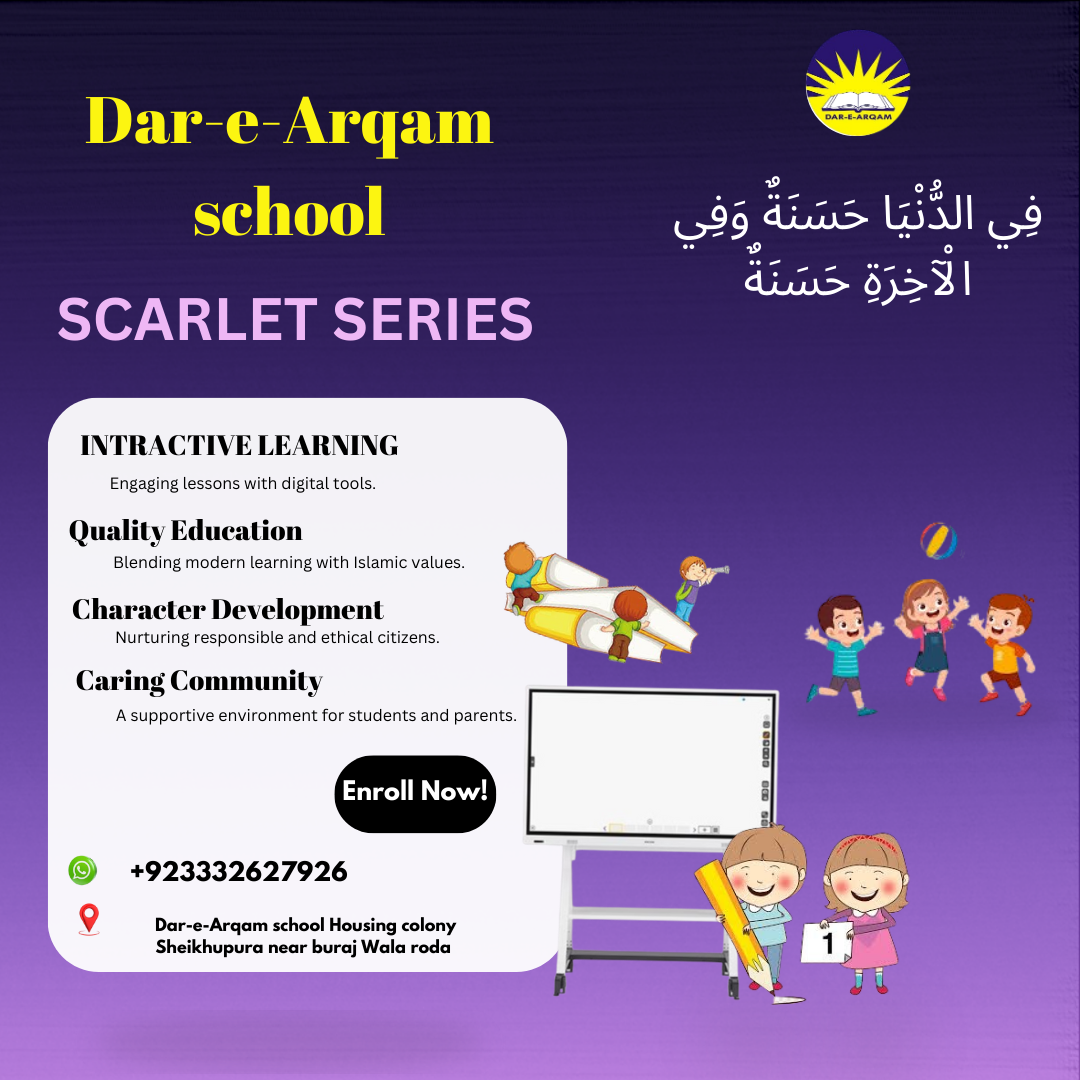 Dar-e-Arqam
school
SCARLET SERIES
DAR-E-ARQAM
فِي الدُّنْيَا حَسَنَةٌ وَفِي
الْآخِرَةِ حَسَنَةٌ
INTRACTIVE LEARNING
Engaging lessons with digital tools.
Quality Education
Blending modern learning with Islamic values.
Character Development
Nurturing responsible and ethical citizens.
Caring Community
A supportive environment for students and parents.
Enroll Now!
+923332627926
Dar-e-Arqam school Housing colony
Sheikhupura near buraj Wala roda
1